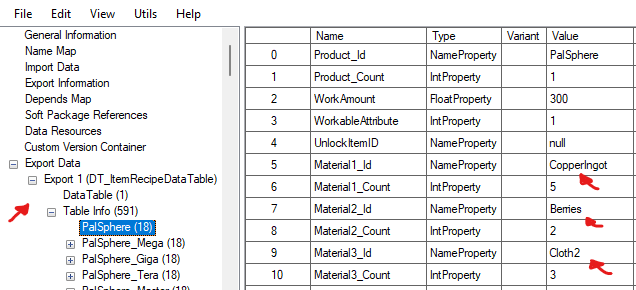 File Edit View Utils Help
General Information
Name Map
Import Data
Export Information
Depends Map
Soft Package References
Data Resources
Custom Version Container
Export Data
Export 1 (DT_ItemRecipeDataTable)
DataTable (1)
Table Info (591)
PalSphere (18)
PalSphere_Mega (18)
PalSphere_Giga (18)
PalSphere_Tera (18)
Name Type Variant Value
0 Product_Id NameProperty PalSphere
1 Product_Count IntProperty 1
2 WorkAmount FloatProperty 300
3 WorkableAttribute IntProperty 1
4 UnlockItemID NameProperty null
5 Material1_Id NameProperty CopperIngot
6 Material1_Count IntProperty 5
7 Material2_Id NameProperty Berries
8 Material2_Count IntProperty 2
9 Material3_Id NameProperty Cloth2
10 Material3_Count IntProperty 3